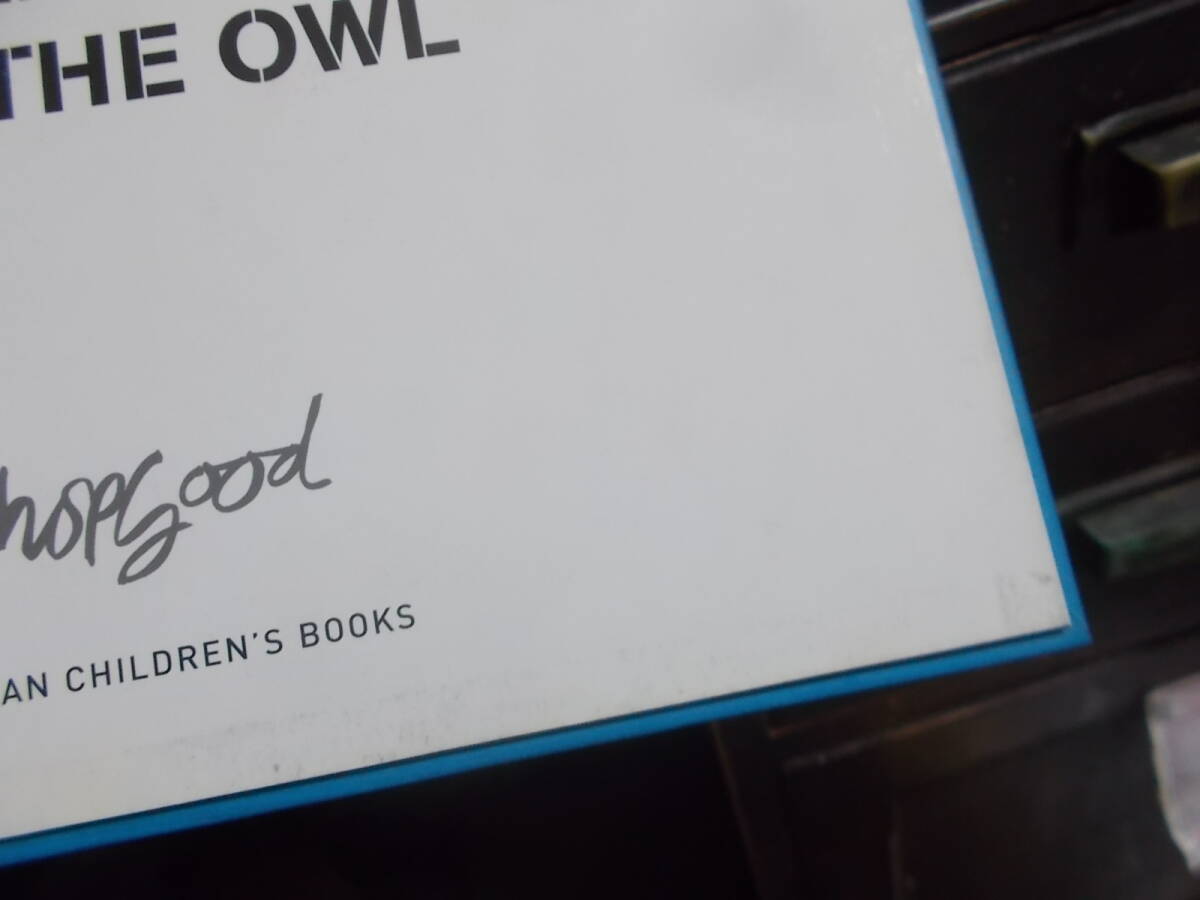 THE OWL
hopgood
AN CHILDREN'S BOOKS